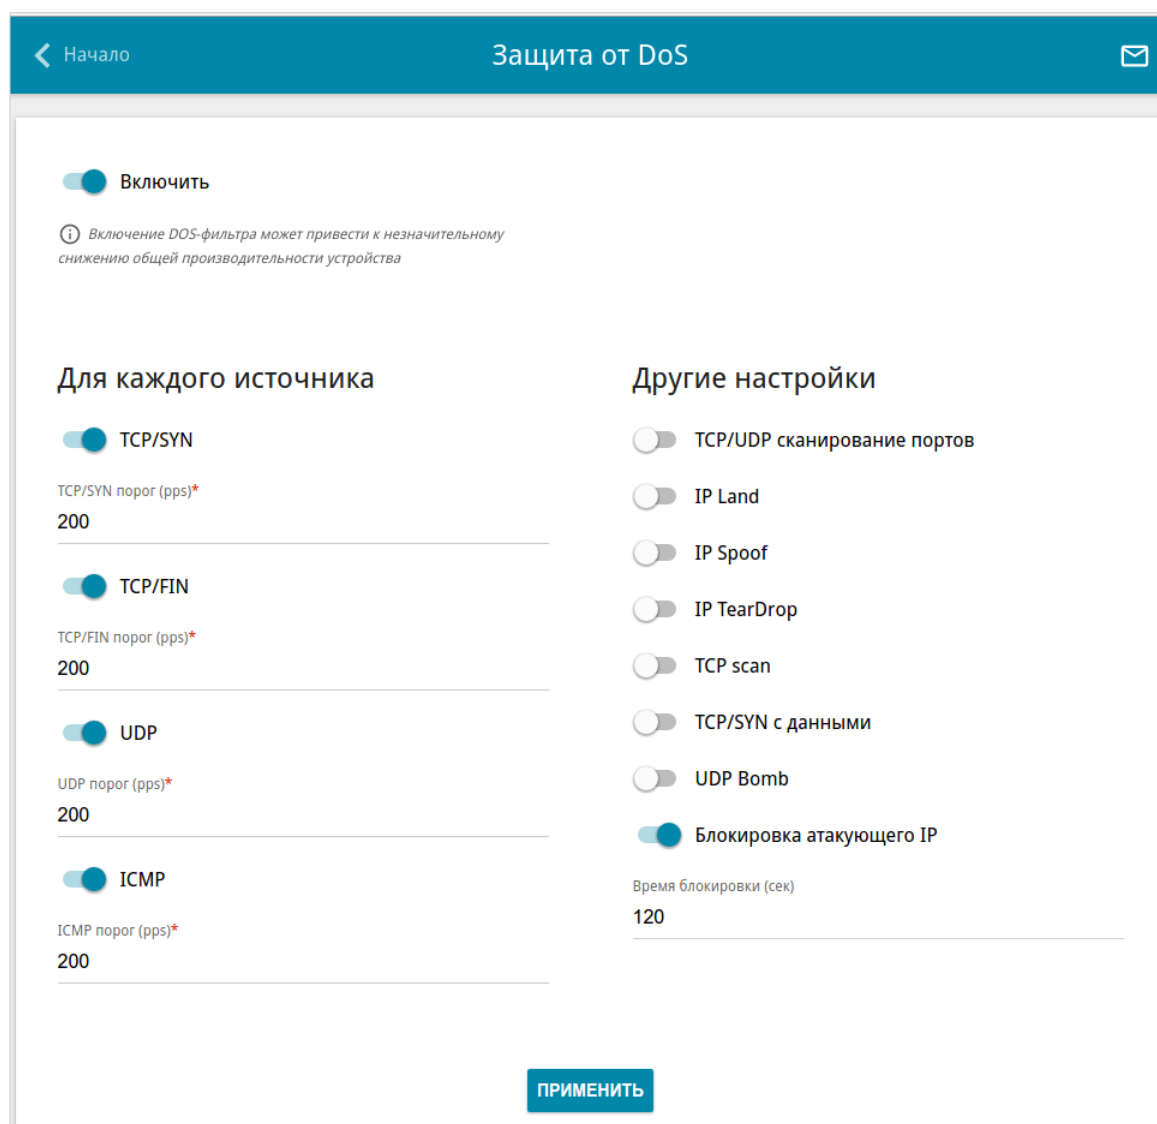 Начало
Защита от DoS
Включить
Включение DOS-фильтра может привести к незначительному
снижению общей производительности устройства
Для каждого источника
TCP/SYN
TCP/SYN порог (pps)*
200
TCP/FIN
TCP/FIN порог (pps)*
200
UDP
UDP порог (pps)*
200
ICMP
ICMP порог (pps)*
200
Другие настройки
TCP/UDP сканирование портов
IP Land
IP Spoof
IP TearDrop
TCP scan
TCP/SYN с данными
UDP Bomb
Блокировка атакующего IP
Время блокировки (сек)
120
ПРИМЕНИТЬ